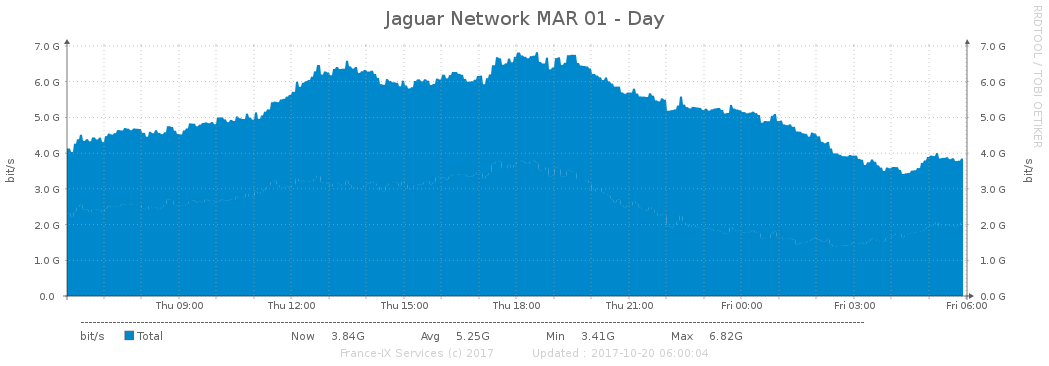 Jaguar Network MAR 01 - Day
RRDTOOL / TOBI OETIKER
bit/s
7.0 G 7.0 G
6.0 G 6.0 G
5.0 G 5.0 G
4.0 G 4.0 G
3.0 G 3.0 G
2.0 G 2.0 G
1.0 G 1.0 G
0.0 0.0 G
bit/s
Thu 09:00 Thu 12:00 Thu 15:00 Thu 18:00 Thu 21:00 Fri 00:00 Fri 03:00 Fri 06:00
bit/s Total Now 3.84G Avg 5.25G Min 3.41G Max 6.82G
France-IX Services (c) 2017 Updated : 2017-10-20 06:00:04